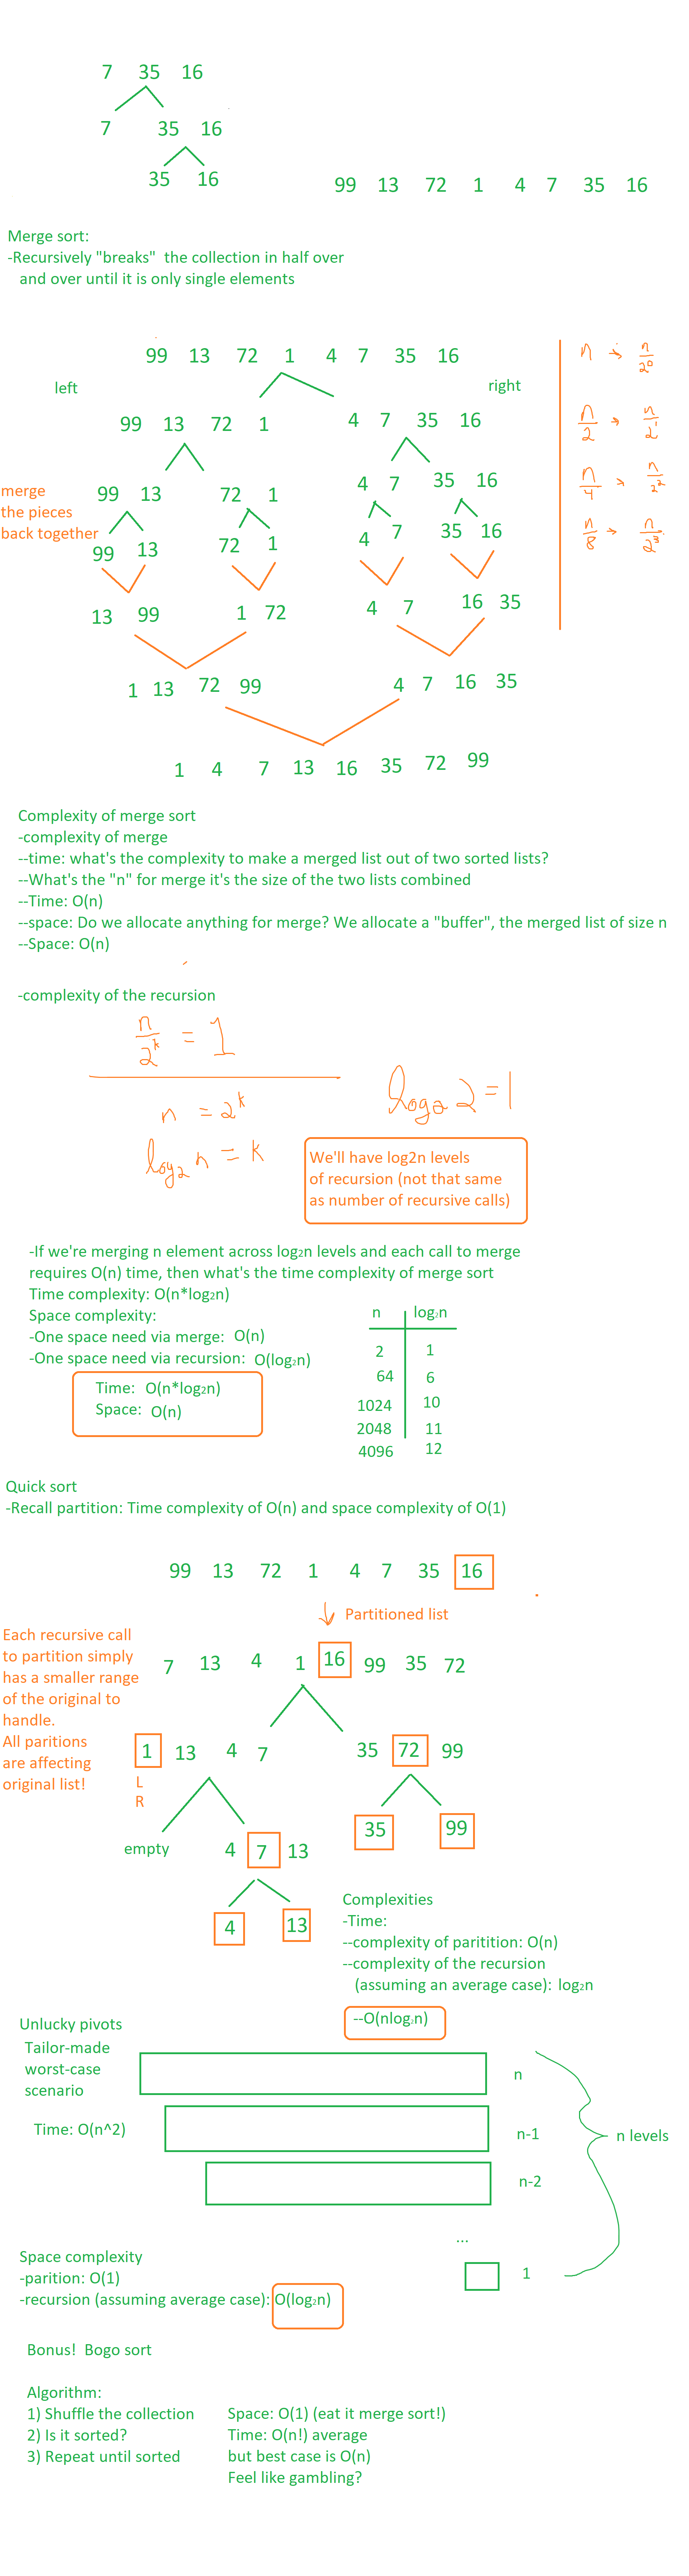 7 35 16
7 35 16
35 16
99 13 72 1 4 7 35 16
Merge sort:
-Recursively "breaks" the collection in half over
and over until it is only single elements
99 13 72 1 4 7 35 16
left
right
99 13 72 1 4 7 35 16
merge
the pieces
back together
99 13 72 1 4 7 35 16
99 13 72 1 4 7 35 16
13 99 1 72 4 7 16 35
1 13 72 99 4 7 16 35
1 4 7 13 16 35 72 99
n → n/2^0
n/2 → n/2^1
n/4 → n/2^2
n/8 → n/2^3
Complexity of merge sort
-complexity of merge
--time: what's the complexity to make a merged list out of two sorted lists?
--What's the "n" for merge it's the size of the two lists combined
--Time: O(n)
--space: Do we allocate anything for merge? We allocate a "buffer", the merged list of size n
--Space: O(n)
-complexity of the recursion
n/2^k = 1
n = 2^k
log₂ n = k
log₂ 2 = 1
We'll have log2n levels
of recursion (not that same
as number of recursive calls)
-If we're merging n element across log₂n levels and each call to merge
requires O(n) time, then what's the time complexity of merge sort
Time complexity: O(n*log₂n)
Space complexity:
-One space need via merge: O(n)
-One space need via recursion: O(log₂n)
Time: O(n*log₂n)
Space: O(n)
n log₂n
2 1
64 6
1024 10
2048 11
4096 12
Quick sort
-Recall partition: Time complexity of O(n) and space complexity of O(1)
99 13 72 1 4 7 35 16
Partitioned list
Each recursive call
to partition simply
has a smaller range
of the original to
handle.
All paritions
are affecting
original list!
7 13 4 1 16 99 35 72
1 13 4 7 35 72 99
L
R
empty 4 7 13 35 99
4 13
Complexities
-Time:
--complexity of paritition: O(n)
--complexity of the recursion
(assuming an average case): log₂n
--O(nlog₂n)
Unlucky pivots
Tailor-made
worst-case
scenario
Time: O(n^2)
n
n-1
n-2
...
1
n levels
Space complexity
-parition: O(1)
-recursion (assuming average case): O(log₂n)
Bonus! Bogo sort
Algorithm:
1) Shuffle the collection
2) Is it sorted?
3) Repeat until sorted
Space: O(1) (eat it merge sort!)
Time: O(n!) average
but best case is O(n)
Feel like gambling?